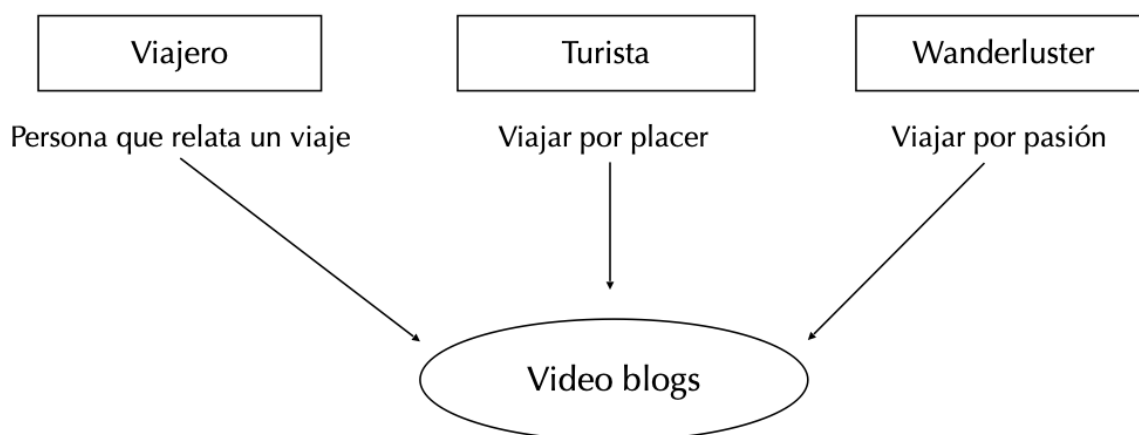 Viajero
Turista
Wanderluster
Persona que relata un viaje
Viajar por placer
Viajar por pasión
Video blogs